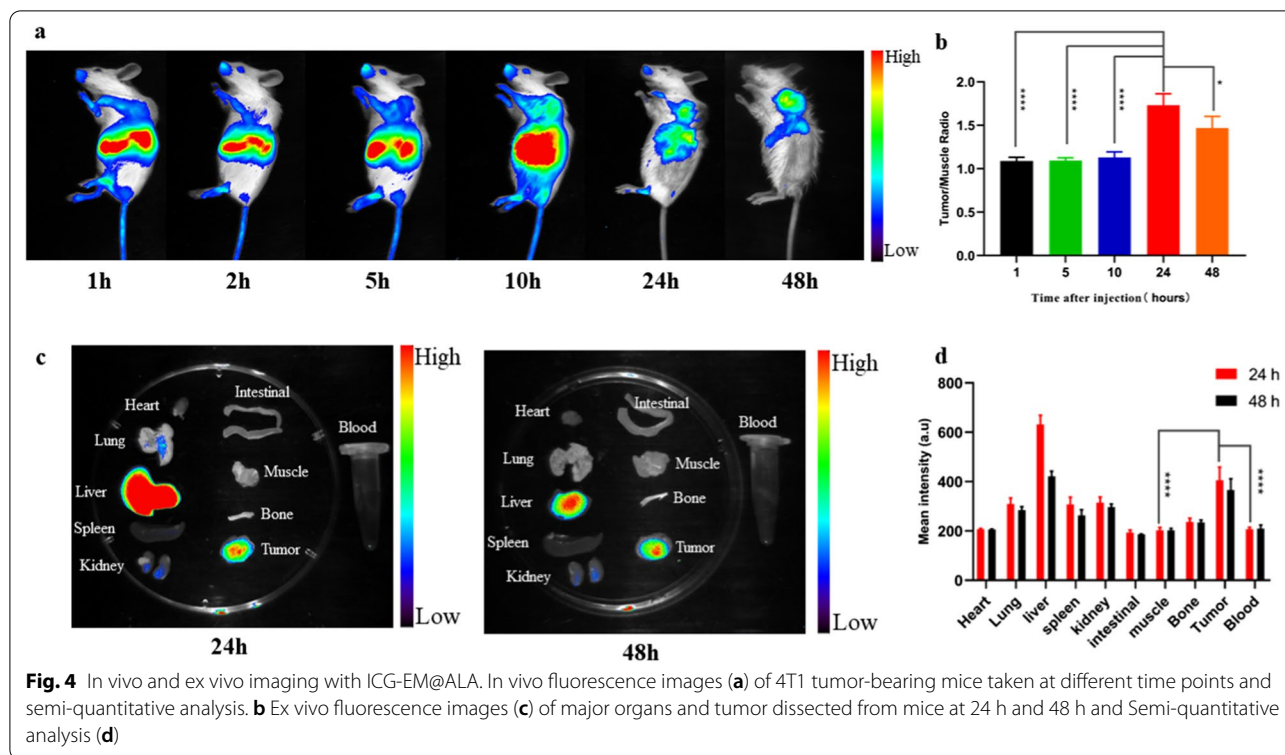 a
High
Low
1h
2h
5h
10h
24h
48h
b
Tumor/Muscle Radio
2.0
1.5
1.0
0.5
0.0
****
****
****
*
1
5
10
24
48
Time after injection( hours)
c
Heart
Lung
Liver
Spleen
Kidney
Intestinal
Muscle
Bone
Tumor
Blood
High
Low
24h
Heart
Lung
Liver
Spleen
Kidney
Intestinal
Muscle
Bone
Tumor
Blood
High
Low
48h
d
24 h
48 h
Mean intensity (a.u)
800
600
400
200
0
****
****
Heart
Lung
liver
spleen
kidney
intestinal
muscle
Bone
Tumor
Blood
Fig. 4 In vivo and ex vivo imaging with ICG-EM@ALA. In vivo fluorescence images (a) of 4T1 tumor-bearing mice taken at different time points and
semi-quantitative analysis. b Ex vivo fluorescence images (c) of major organs and tumor dissected from mice at 24 h and 48 h and Semi-quantitative
analysis (d)